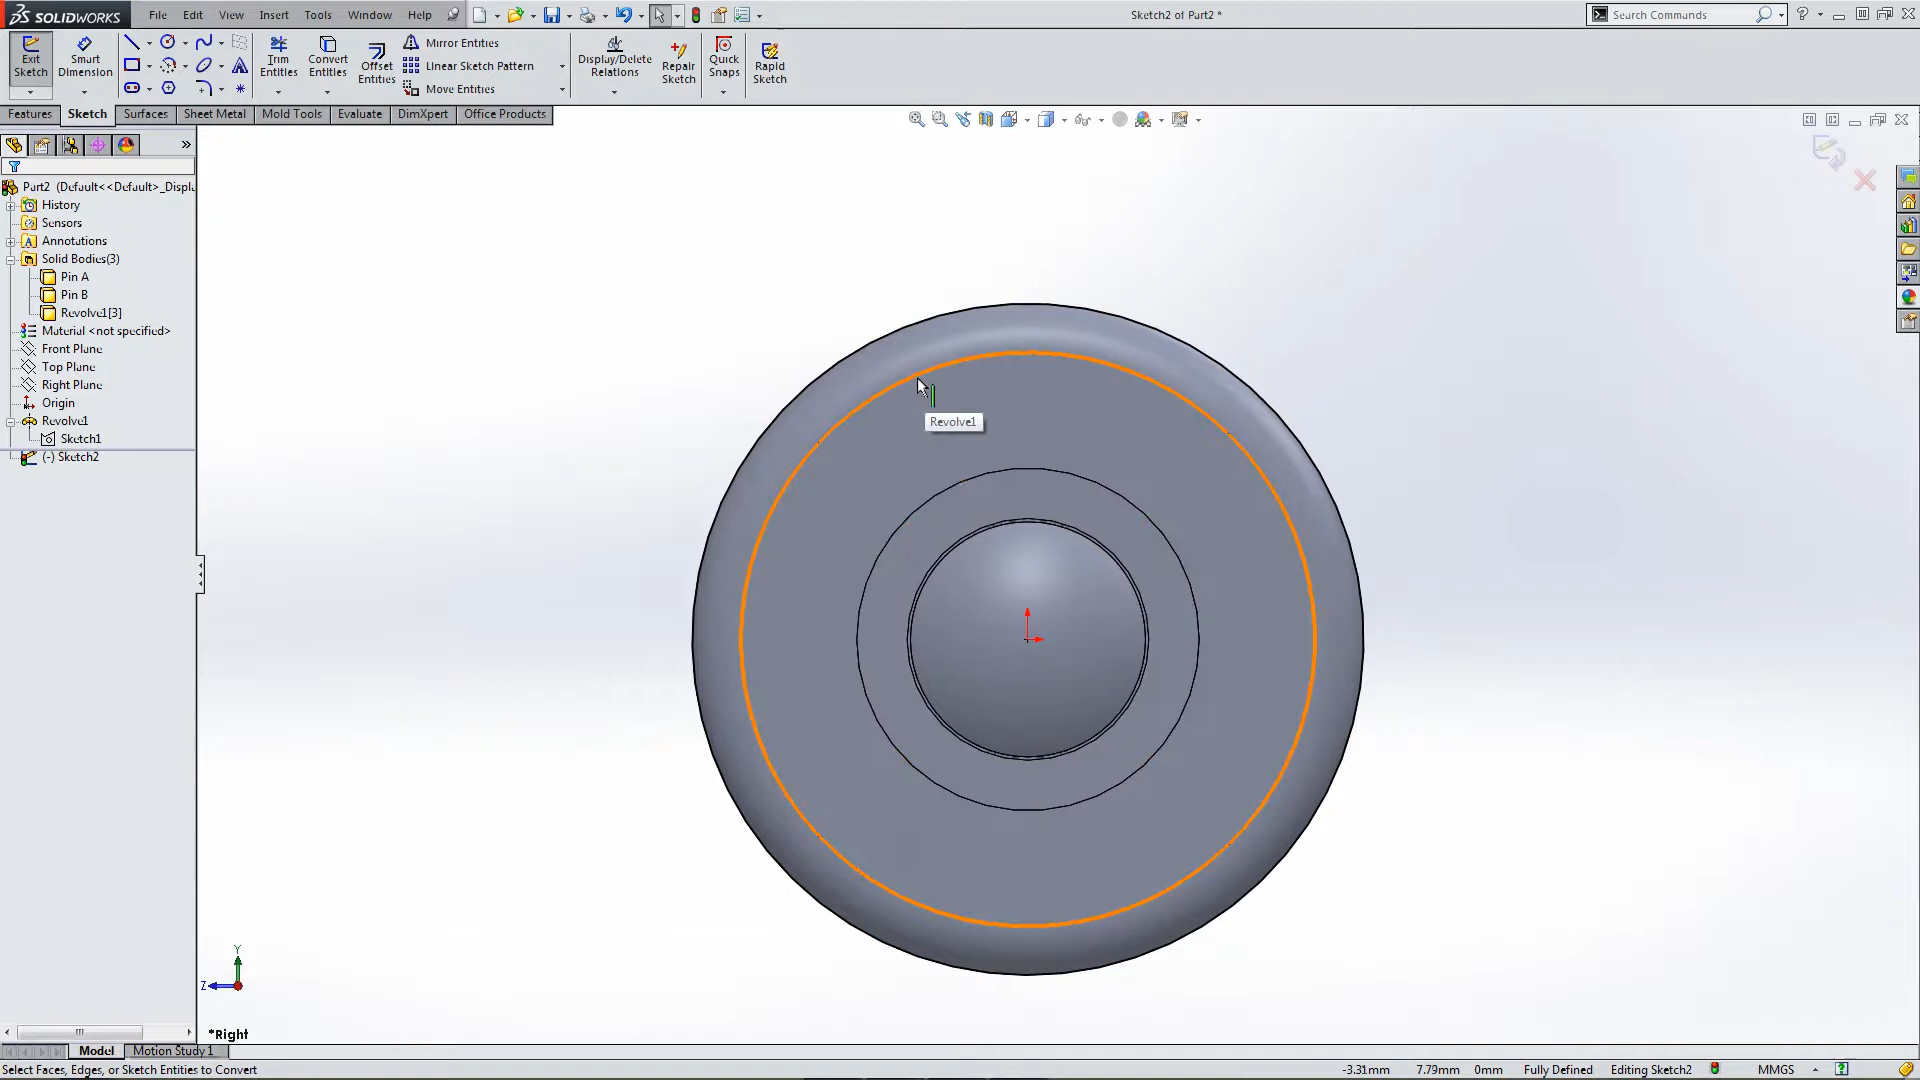 SOLIDWORKS File Edit View Insert Tools Window Help Sketch2 of Part2 * Search Commands
Exit Sketch
Smart Dimension
Trim Entities
Convert Entities
Offset Entities
Mirror Entities
Linear Sketch Pattern
Move Entities
Display/Delete Relations
Repair Sketch
Quick Snaps
Rapid Sketch
Features Sketch Surfaces Sheet Metal Mold Tools Evaluate DimXpert Office Products
Part2 (Default<<Default>_Displ
History
Sensors
Annotations
Solid Bodies(3)
Pin A
Pin B
Revolve1[3]
Material <not specified>
Front Plane
Top Plane
Right Plane
Origin
Revolve1
Sketch1
(-) Sketch2
Revolve1
Y
Z
*Right
Model Motion Study 1
Select Faces, Edges, or Sketch Entities to Convert -3.31mm 7.79mm 0mm Fully Defined Editing Sketch2 MMGS